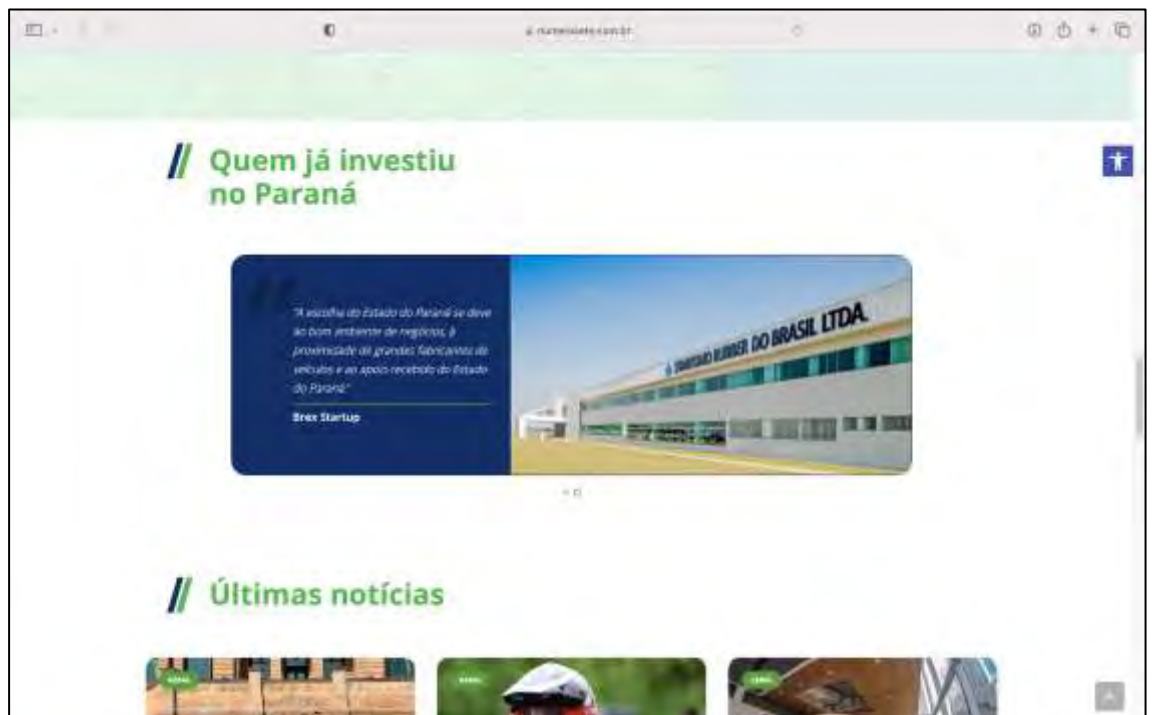 Quem já investiu
no Paraná
"A escolha do Estado do Paraná se deve
ao bom ambiente de negócios, à
proximidade de grandes fabricantes de
veículos e ao apoio recebido do Estado
do Paraná."
Brex Startup
RUBBER DO BRASIL LTDA.
Últimas notícias